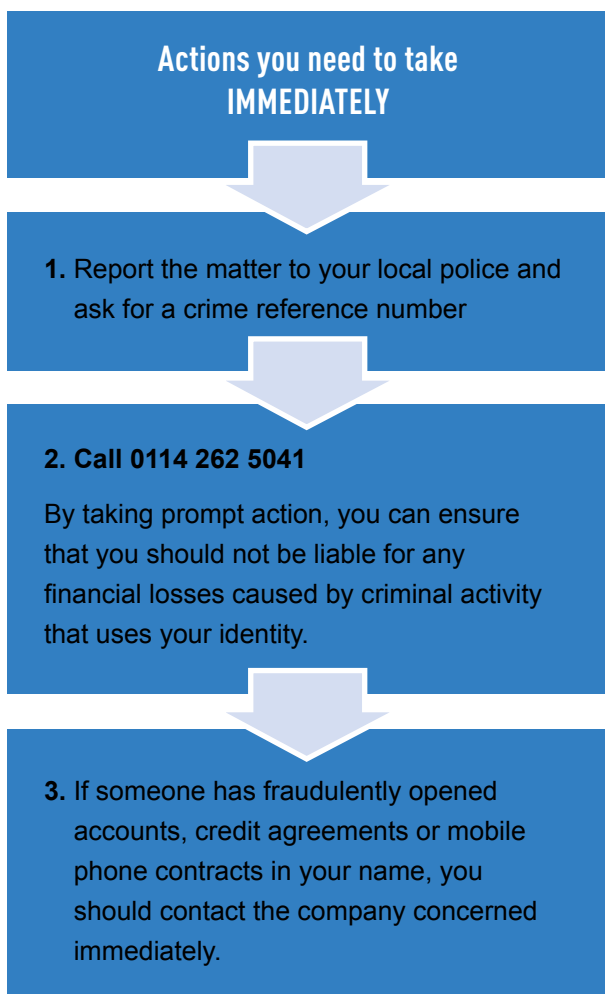 Actions you need to take
IMMEDIATELY
1. Report the matter to your local police and
ask for a crime reference number
2. Call 0114 262 5041
By taking prompt action, you can ensure
that you should not be liable for any
financial losses caused by criminal activity
that uses your identity.
3. If someone has fraudulently opened
accounts, credit agreements or mobile
phone contracts in your name, you
should contact the company concerned
immediately.